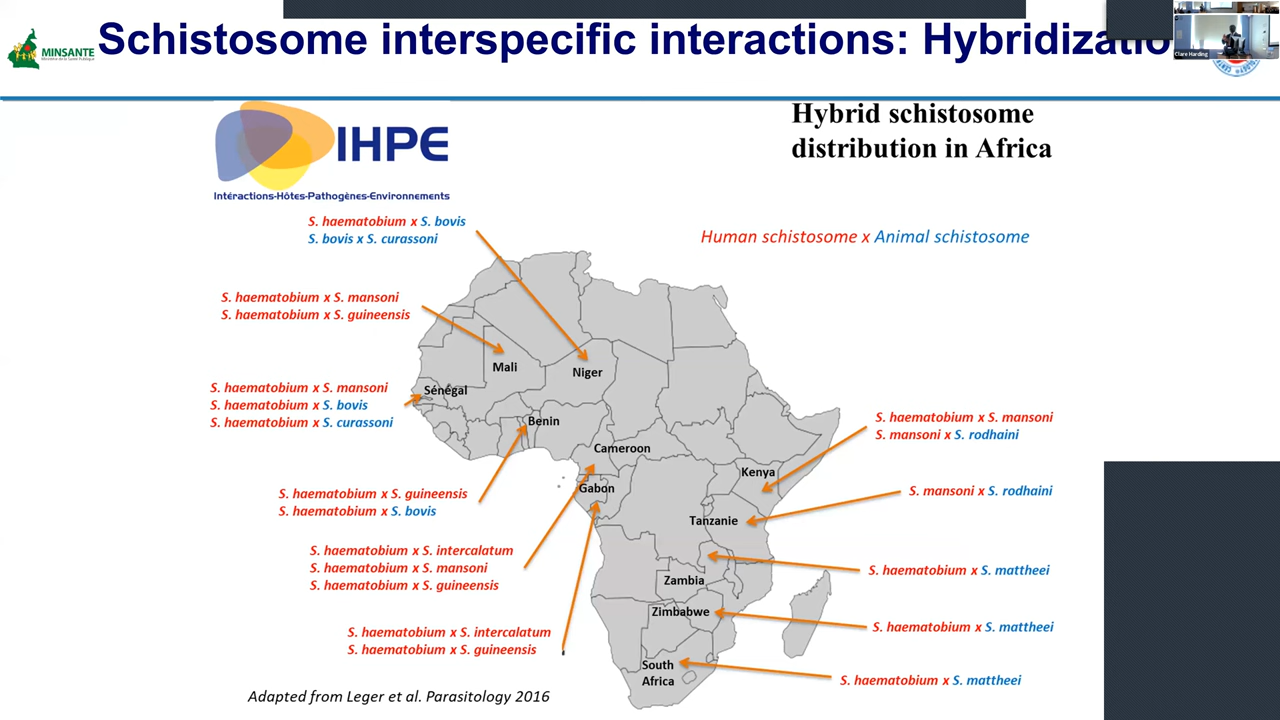 Schistosome interspecific interactions: Hybridizatio
MINSANTE
Clare Harding
IHPE
Intéractions-Hôtes-Pathogènes-Environnements
Hybrid schistosome
distribution in Africa
Human schistosome x Animal schistosome
S. haematobium x S. bovis
S. bovis x S. curassoni
S. haematobium x S. mansoni
S. haematobium x S. guineensis
S. haematobium x S. mansoni
S. haematobium x S. bovis
S. haematobium x S. curassoni
S. haematobium x S. guineensis
S. haematobium x S. bovis
S. haematobium x S. intercalatum
S. haematobium x S. mansoni
S. haematobium x S. guineensis
S. haematobium x S. intercalatum
S. haematobium x S. guineensis
Mali
Niger
Sénégal
Benin
Cameroon
Gabon
Kenya
Tanzanie
Zambia
Zimbabwe
South
Africa
S. haematobium x S. mansoni
S. mansoni x S. rodhaini
S. mansoni x S. rodhaini
S. haematobium x S. mattheei
S. haematobium x S. mattheei
S. haematobium x S. mattheei
Adapted from Leger et al. Parasitology 2016